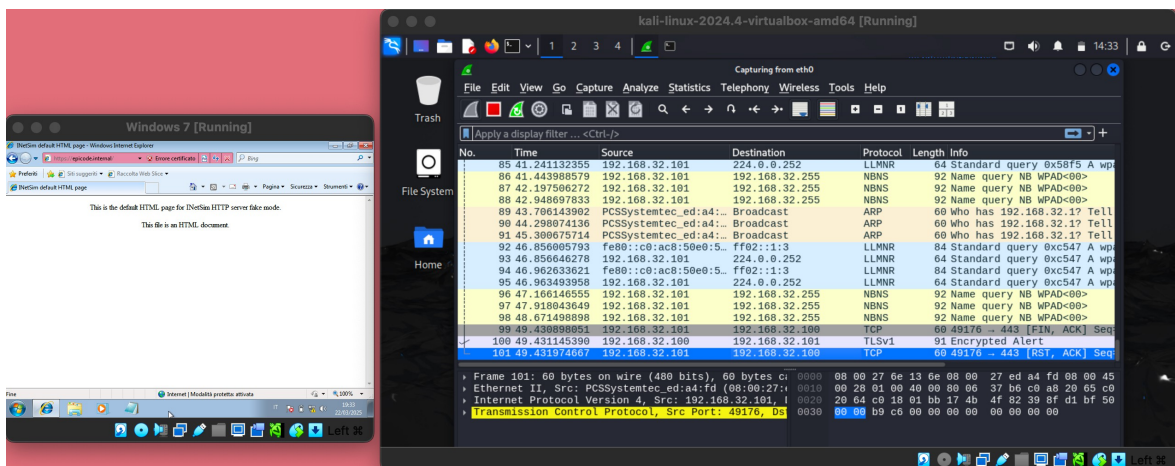 kali-linux-2024.4-virtualbox-amd64 [Running]
1 2 3 4
14:33
Trash
File System
Home
Capturing from eth0
File Edit View Go Capture Analyze Statistics Telephony Wireless Tools Help
Apply a display filter … <Ctrl-/>
No. Time Source Destination Protocol Length Info
85 41.241132355 192.168.32.101 224.0.0.252 LLMNR 64 Standard query 0x58f5 A wpa
86 41.443988579 192.168.32.101 192.168.32.255 NBNS 92 Name query NB WPAD<00>
87 42.197506272 192.168.32.101 192.168.32.255 NBNS 92 Name query NB WPAD<00>
88 42.948697833 192.168.32.101 192.168.32.255 NBNS 92 Name query NB WPAD<00>
89 43.706143902 PCSSystemtec_ed:a4:… Broadcast ARP 60 Who has 192.168.32.1? Tell
90 44.298074136 PCSSystemtec_ed:a4:… Broadcast ARP 60 Who has 192.168.32.1? Tell
91 45.300675714 PCSSystemtec_ed:a4:… Broadcast ARP 60 Who has 192.168.32.1? Tell
92 46.856005793 fe80::c0:ac8:50e0:5… ff02::1:3 LLMNR 84 Standard query 0xc547 A wpa
93 46.856646278 192.168.32.101 224.0.0.252 LLMNR 64 Standard query 0xc547 A wpa
94 46.962633621 fe80::c0:ac8:50e0:5… ff02::1:3 LLMNR 84 Standard query 0xc547 A wpa
95 46.963493958 192.168.32.101 224.0.0.252 LLMNR 64 Standard query 0xc547 A wpa
96 47.166146555 192.168.32.101 192.168.32.255 NBNS 92 Name query NB WPAD<00>
97 47.918043649 192.168.32.101 192.168.32.255 NBNS 92 Name query NB WPAD<00>
98 48.671498898 192.168.32.101 192.168.32.255 NBNS 92 Name query NB WPAD<00>
99 49.430898051 192.168.32.101 192.168.32.100 TCP 60 49176 → 443 [FIN, ACK] Seq=
100 49.431145390 192.168.32.100 192.168.32.101 TLSv1 91 Encrypted Alert
101 49.431974667 192.168.32.101 192.168.32.100 TCP 60 49176 → 443 [RST, ACK] Seq=
Frame 101: 60 bytes on wire (480 bits), 60 bytes ca
Ethernet II, Src: PCSSystemtec_ed:a4:fd (08:00:27:
Internet Protocol Version 4, Src: 192.168.32.101,
Transmission Control Protocol, Src Port: 49176, Ds
0000 08 00 27 6e 13 6e 08 00 27 ed a4 fd 08 00 45
0010 00 28 01 00 40 00 80 06 37 b6 c0 a8 20 65 c0
0020 20 64 c0 18 01 bb 17 4b 4f 82 39 8f d1 bf 50
0030 00 00 b9 c6 00 00 00 00 00 00 00 00
Left ⌘
Windows 7 [Running]
INetSim default HTML page - Windows Internet Explorer
https://epicode.internal/ Errore certificato Bing
Preferiti Siti suggeriti Raccolta Web Slice
INetSim default HTML page Pagina Sicurezza Strumenti
This is the default HTML page for INetSim HTTP server fake mode.
This file is an HTML document.
Fine Internet | Modalità protetta: attivata 100%
IT 19:33
22/03/2025
Left ⌘